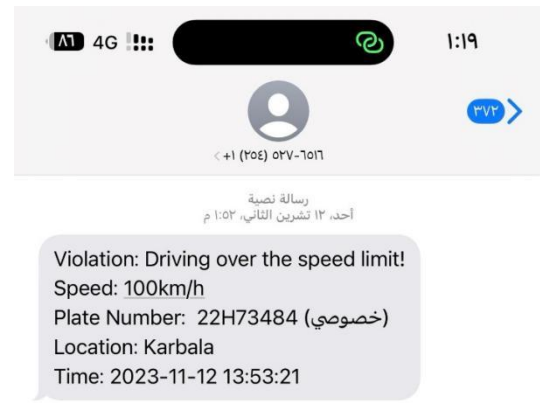 ٨٦ 4G ١:١٩
٣٧٢
+١ (٢٥٤) ٥٢٧-٦٥١٦
رسالة نصية
أحد، ١٢ تشرين الثاني، ١:٥٢ م
Violation: Driving over the speed limit!
Speed: 100km/h
Plate Number: 22H73484 (خصوصي)
Location: Karbala
Time: 2023-11-12 13:53:21